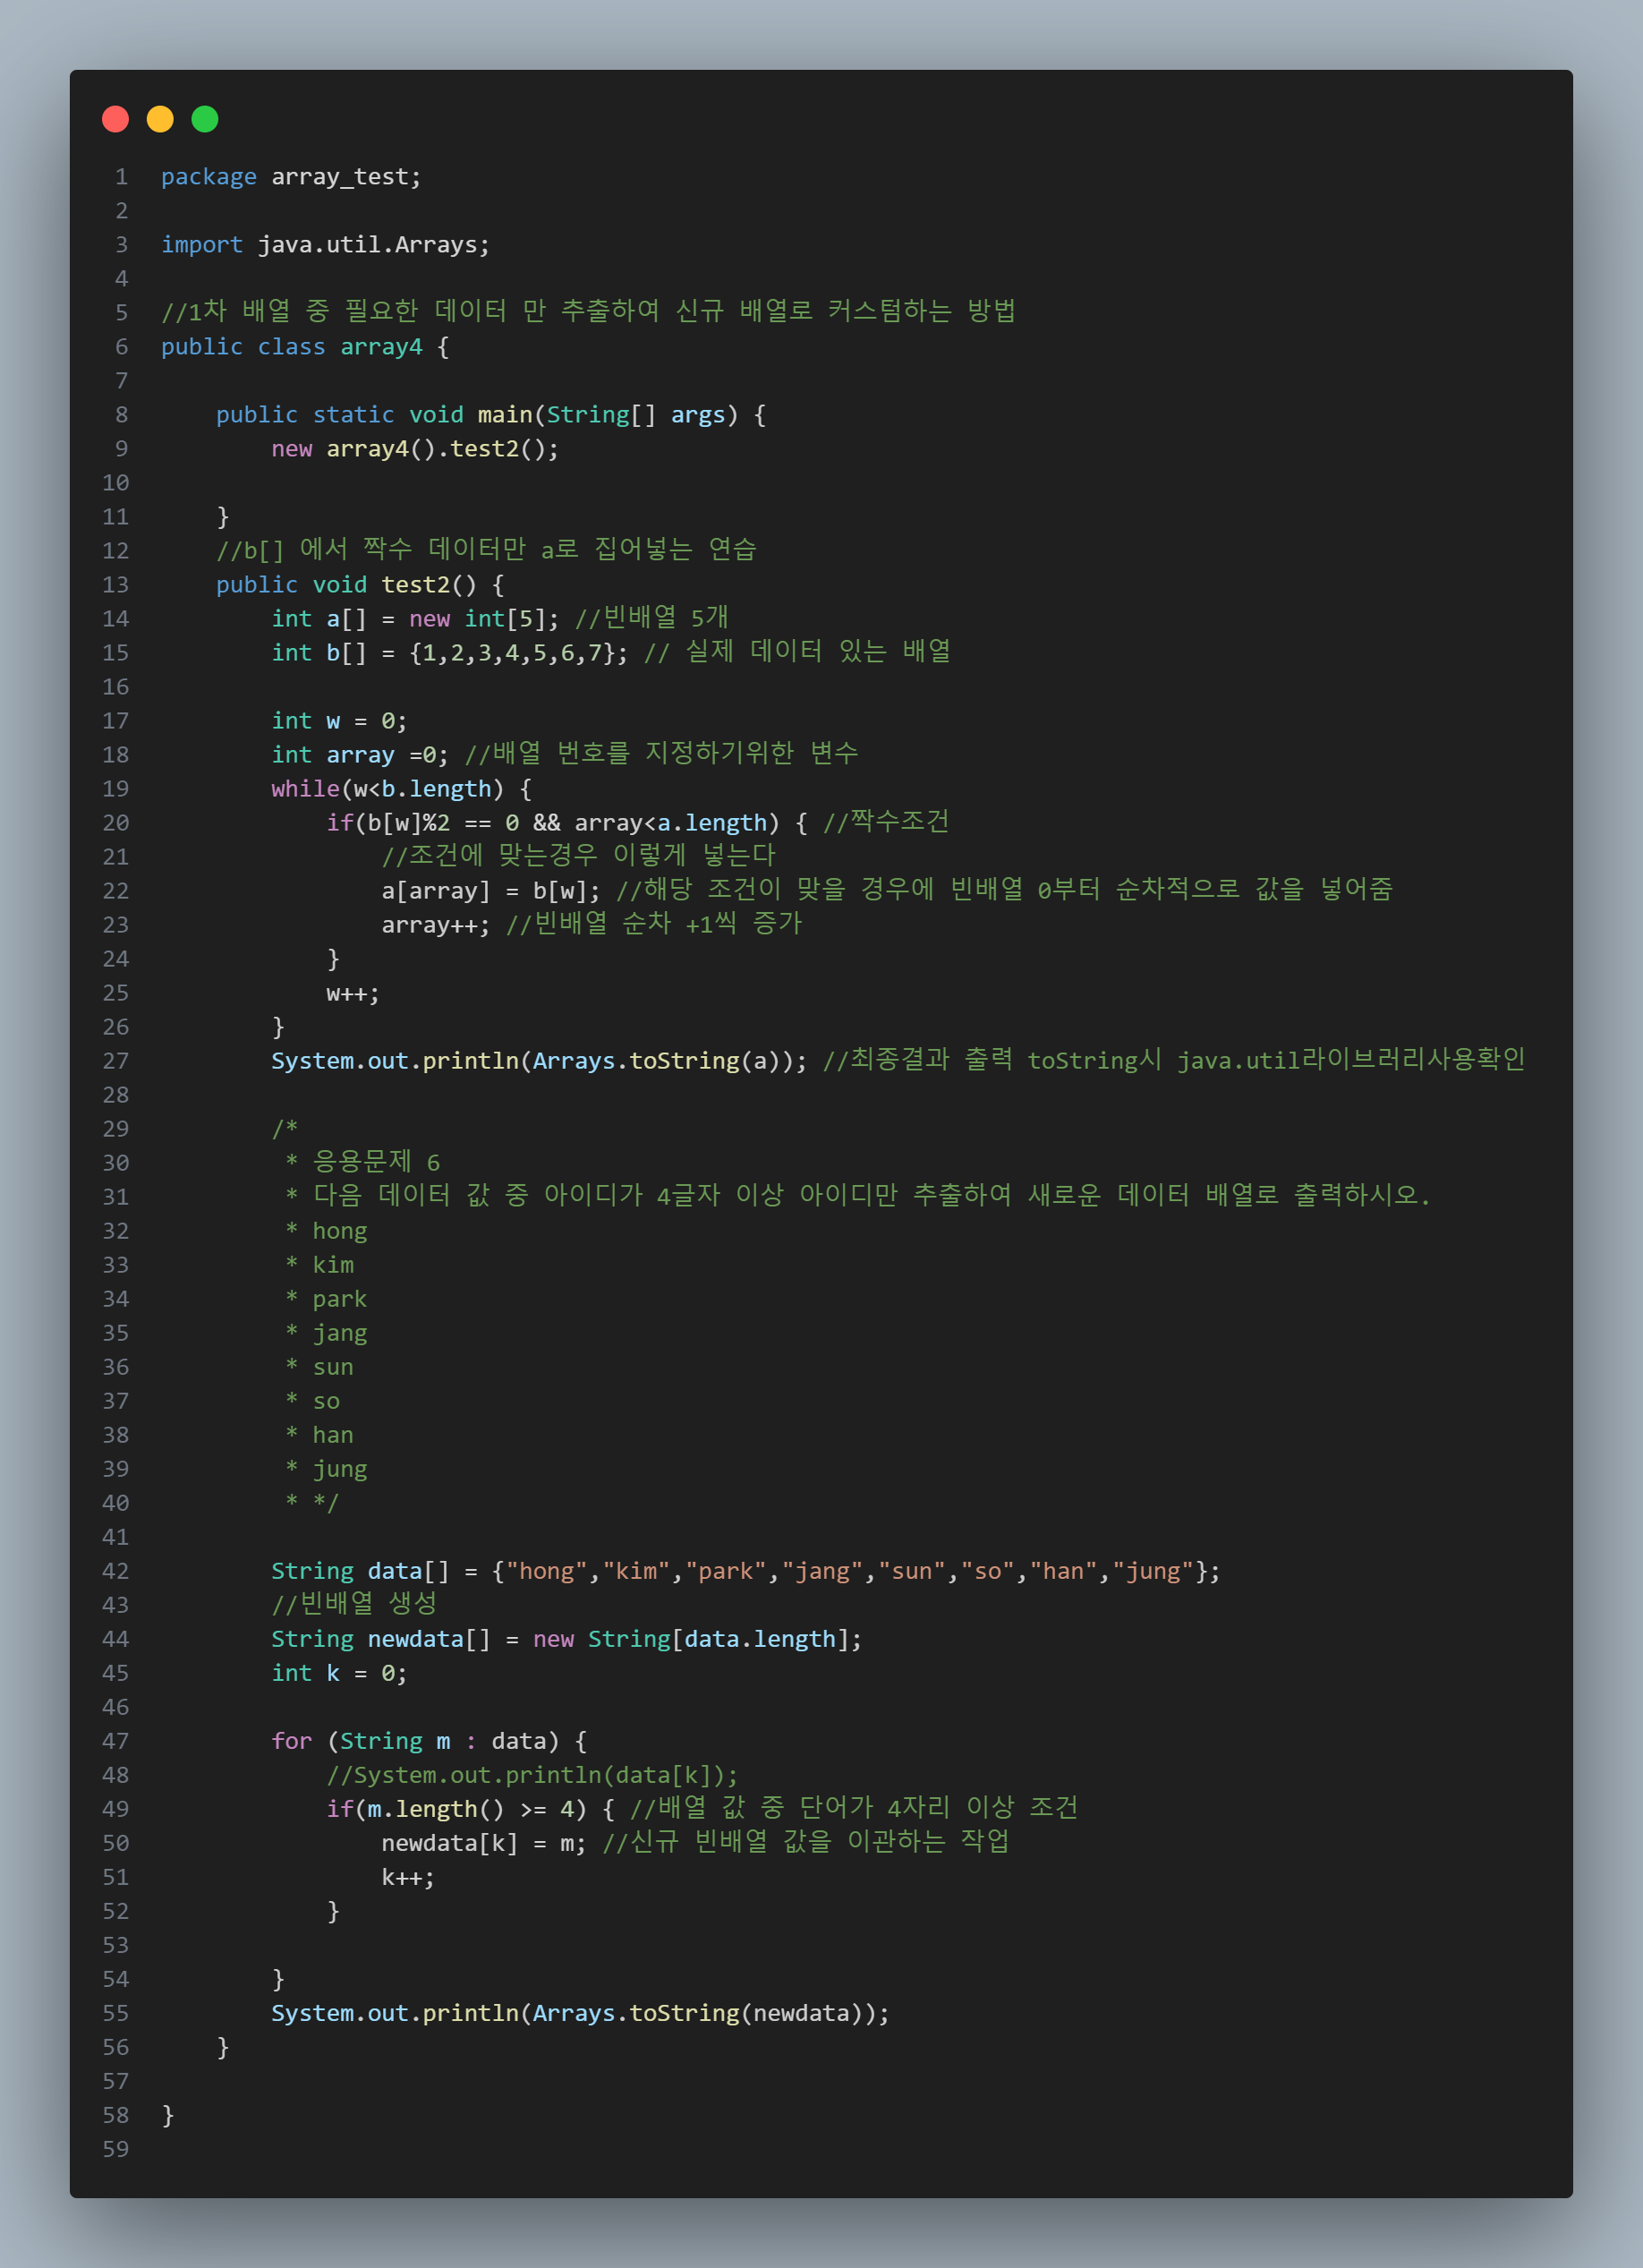 1 package array_test;
2
3 import java.util.Arrays;
4
5 //1차 배열 중 필요한 데이터 만 추출하여 신규 배열로 커스텀하는 방법
6 public class array4 {
7
8     public static void main(String[] args) {
9         new array4().test2();
10
11     }
12     //b[] 에서 짝수 데이터만 a로 집어넣는 연습
13     public void test2() {
14         int a[] = new int[5]; //빈배열 5개
15         int b[] = {1,2,3,4,5,6,7}; // 실제 데이터 있는 배열
16
17         int w = 0;
18         int array =0; //배열 번호를 지정하기위한 변수
19         while(w<b.length) {
20             if(b[w]%2 == 0 && array<a.length) { //짝수조건
21                 //조건에 맞는경우 이렇게 넣는다
22                 a[array] = b[w]; //해당 조건이 맞을 경우에 빈배열 0부터 순차적으로 값을 넣어줌
23                 array++; //빈배열 순차 +1씩 증가
24             }
25             w++;
26         }
27         System.out.println(Arrays.toString(a)); //최종결과 출력 toString시 java.util라이브러리사용확인
28
29         /*
30          * 응용문제 6
31          * 다음 데이터 값 중 아이디가 4글자 이상 아이디만 추출하여 새로운 데이터 배열로 출력하시오.
32          * hong
33          * kim
34          * park
35          * jang
36          * sun
37          * so
38          * han
39          * jung
40          * */
41
42         String data[] = {"hong","kim","park","jang","sun","so","han","jung"};
43         //빈배열 생성
44         String newdata[] = new String[data.length];
45         int k = 0;
46
47         for (String m : data) {
48             //System.out.println(data[k]);
49             if(m.length() >= 4) { //배열 값 중 단어가 4자리 이상 조건
50                 newdata[k] = m; //신규 빈배열 값을 이관하는 작업
51                 k++;
52             }
53
54         }
55         System.out.println(Arrays.toString(newdata));
56     }
57
58 }
59